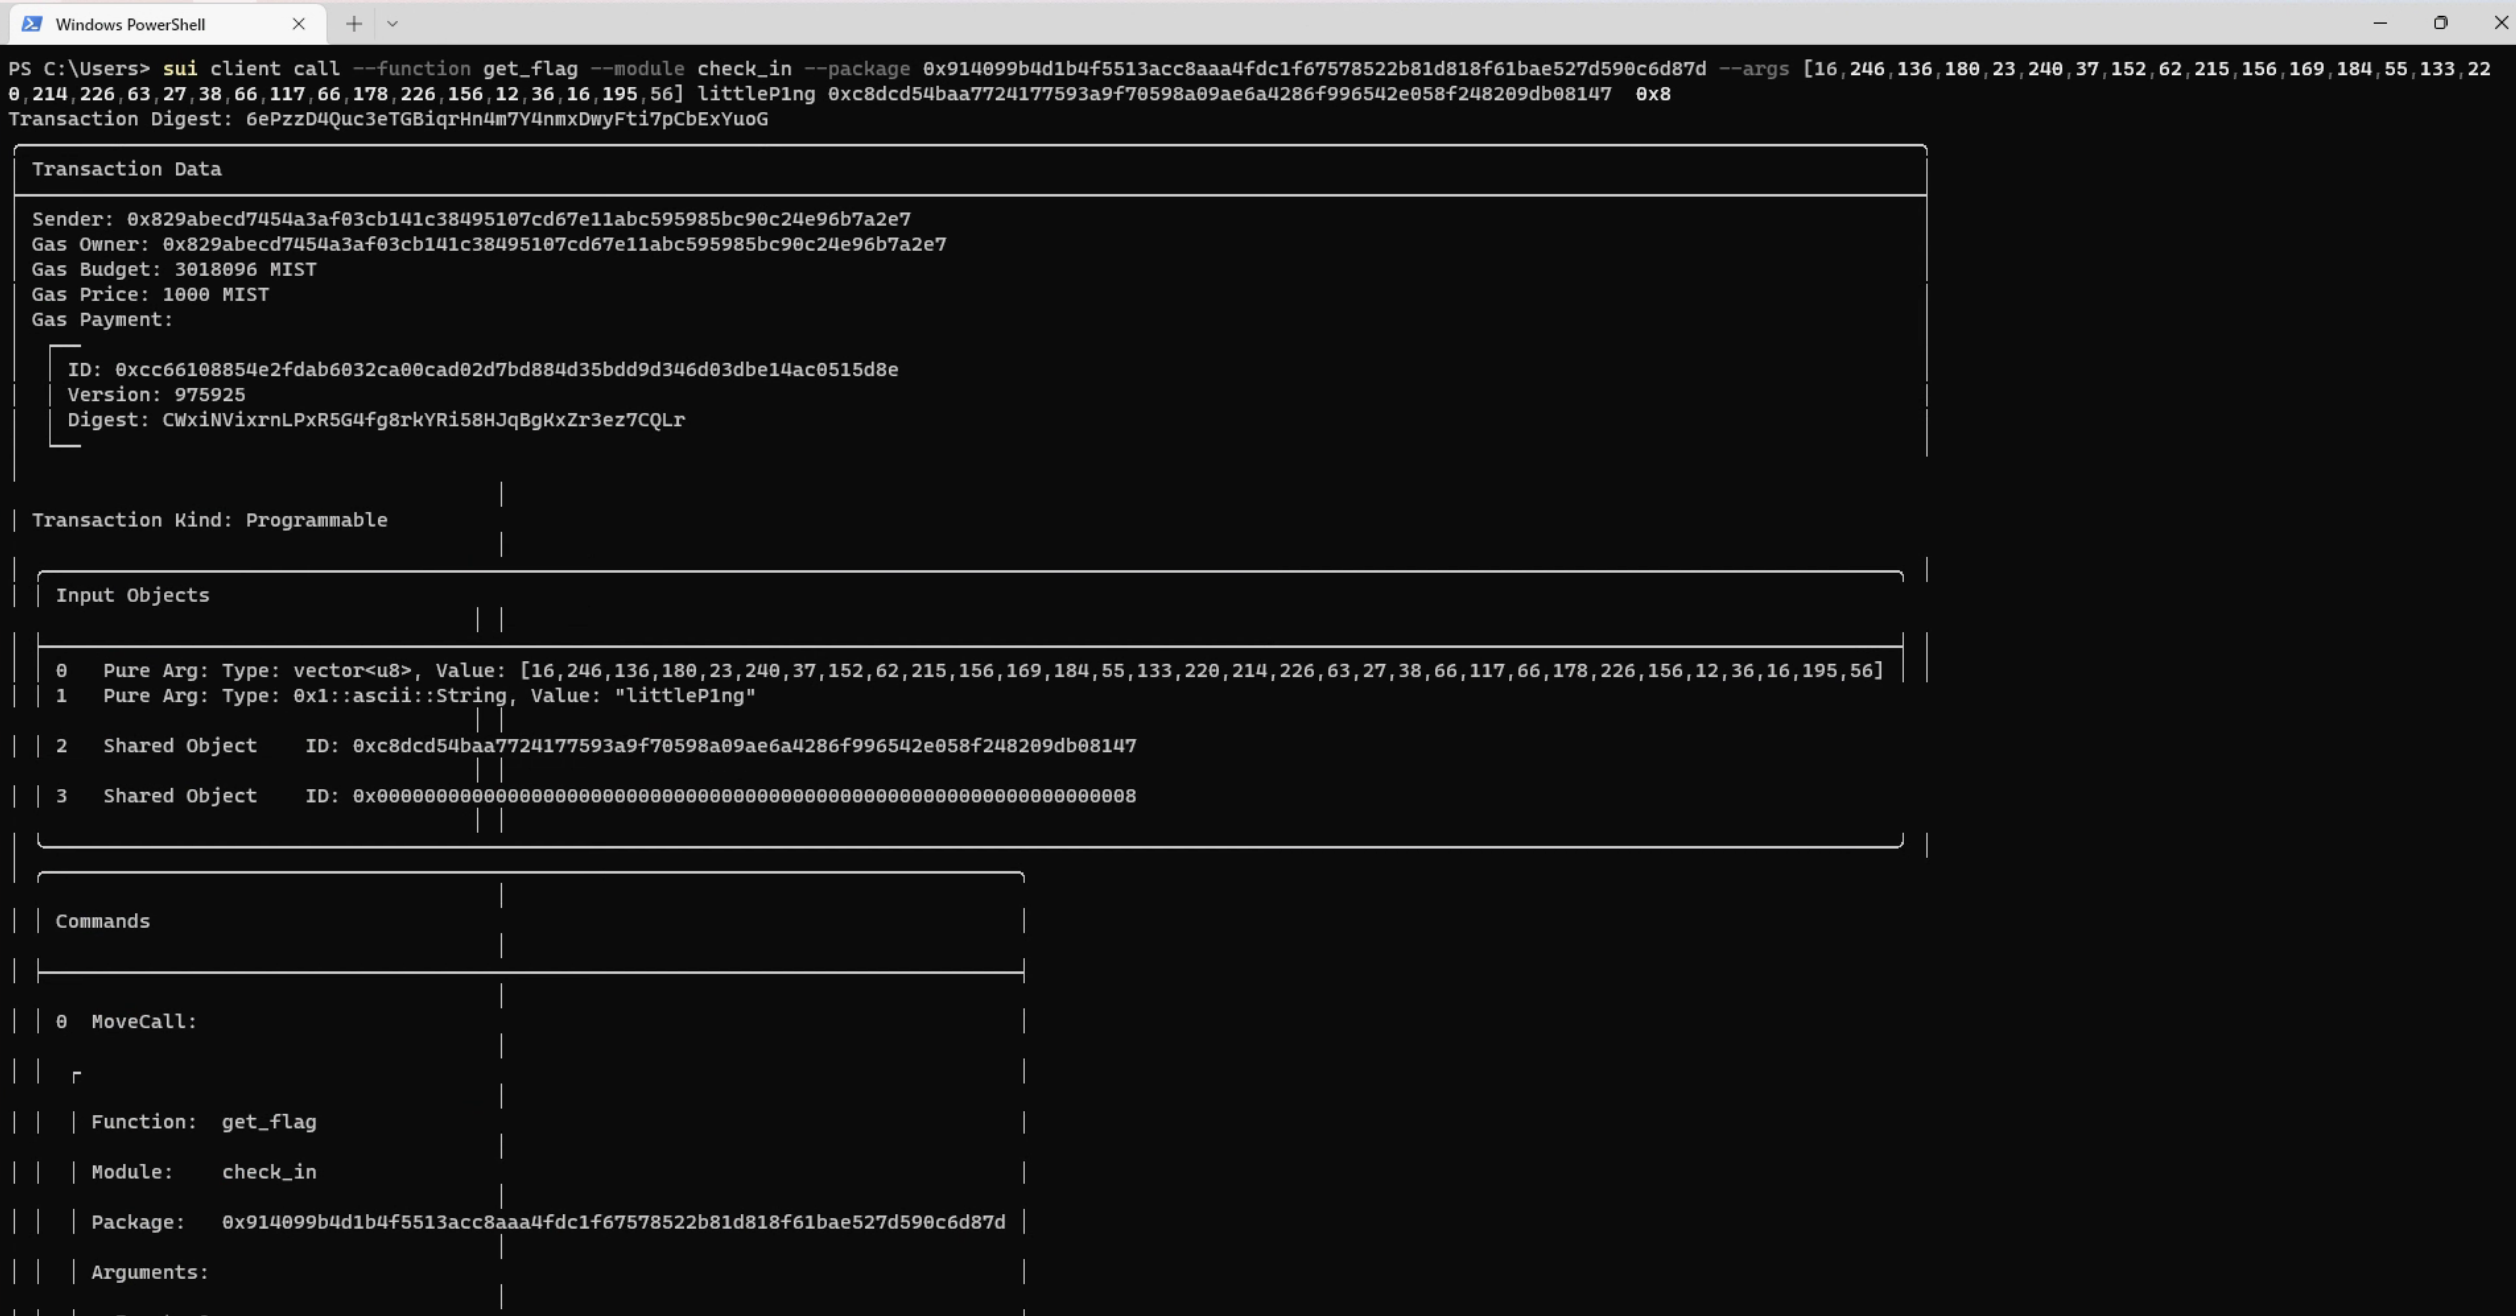 Windows PowerShell
PS C:\Users> sui client call --function get_flag --module check_in --package 0x914099b4d1b4f5513acc8aaa4fdc1f67578522b81d818f61bae527d590c6d87d --args [16,246,136,180,23,240,37,152,62,215,156,169,184,55,133,22
0,214,226,63,27,38,66,117,66,178,226,156,12,36,16,195,56] littleP1ng 0xc8dcd54baa7724177593a9f70598a09ae6a4286f996542e058f248209db08147  0x8
Transaction Digest: 6ePzzD4Quc3eTGBiqrHn4m7Y4nmxDwyFti7pCbExYuoG
Transaction Data
Sender: 0x829abecd7454a3af03cb141c38495107cd67e11abc595985bc90c24e96b7a2e7
Gas Owner: 0x829abecd7454a3af03cb141c38495107cd67e11abc595985bc90c24e96b7a2e7
Gas Budget: 3018096 MIST
Gas Price: 1000 MIST
Gas Payment:
ID: 0xcc66108854e2fdab6032ca00cad02d7bd884d35bdd9d346d03dbe14ac0515d8e
Version: 975925
Digest: CWxiNVixrnLPxR5G4fg8rkYRi58HJqBgKxZr3ez7CQLr
Transaction Kind: Programmable
Input Objects
0   Pure Arg: Type: vector<u8>, Value: [16,246,136,180,23,240,37,152,62,215,156,169,184,55,133,220,214,226,63,27,38,66,117,66,178,226,156,12,36,16,195,56]
1   Pure Arg: Type: 0x1::ascii::String, Value: "littleP1ng"
2   Shared Object    ID: 0xc8dcd54baa7724177593a9f70598a09ae6a4286f996542e058f248209db08147
3   Shared Object    ID: 0x0000000000000000000000000000000000000000000000000000000000000008
Commands
0  MoveCall:
Function:  get_flag
Module:    check_in
Package:   0x914099b4d1b4f5513acc8aaa4fdc1f67578522b81d818f61bae527d590c6d87d
Arguments: